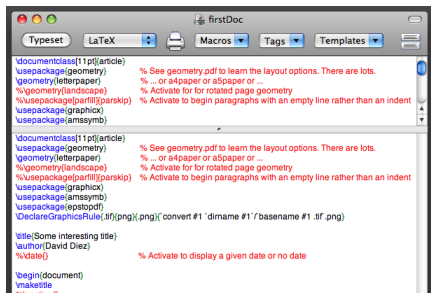 firstDoc
Typeset LaTeX Macros Tags Templates
\documentclass[11pt]{article}
\usepackage{geometry} % See geometry.pdf to learn the layout options. There are lots.
\geometry{letterpaper} % ... or a4paper or a5paper or ...
%\geometry{landscape} % Activate for for rotated page geometry
%\usepackage[parfill]{parskip} % Activate to begin paragraphs with an empty line rather than an indent
\usepackage{graphicx}
\usepackage{amssymb}
\documentclass[11pt]{article}
\usepackage{geometry} % See geometry.pdf to learn the layout options. There are lots.
\geometry{letterpaper} % ... or a4paper or a5paper or ...
%\geometry{landscape} % Activate for for rotated page geometry
%\usepackage[parfill]{parskip} % Activate to begin paragraphs with an empty line rather than an indent
\usepackage{graphicx}
\usepackage{amssymb}
\usepackage{epstopdf}
\DeclareGraphicsRule{.tif}{png}{.png}{`convert #1 `dirname #1`/`basename #1 .tif`.png}
\title{Some interesting title}
\author{David Diez}
%\date{} % Activate to display a given date or no date
\begin{document}
\maketitle